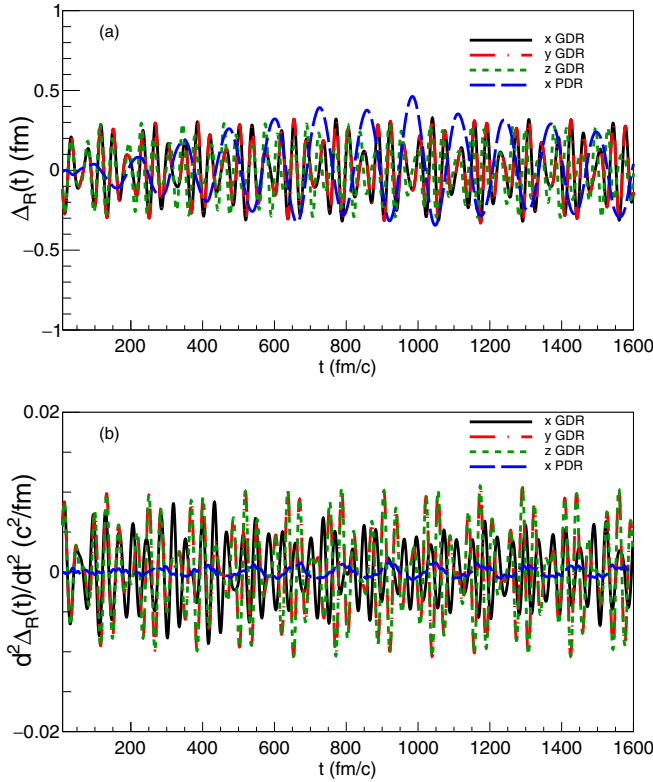 1
(a)
x GDR
y GDR
z GDR
x PDR
0.5
0
−0.5
−1
Δ_R(t) (fm)
200 400 600 800 1000 1200 1400 1600
t (fm/c)
0.02
(b)
x GDR
y GDR
z GDR
x PDR
0
−0.02
d²Δ_R(t)/dt² (c²/fm)
200 400 600 800 1000 1200 1400 1600
t (fm/c)